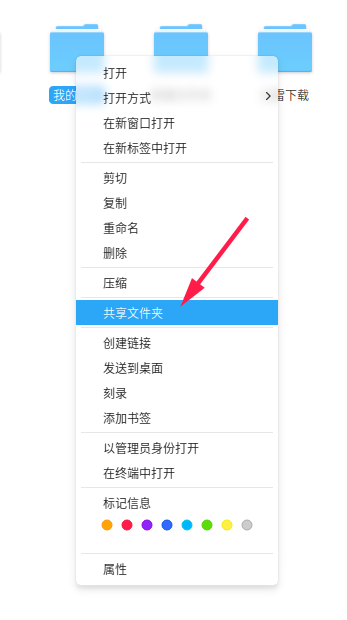 我的
雷下载
打开
打开方式
在新窗口打开
在新标签中打开
剪切
复制
重命名
删除
压缩
共享文件夹
创建链接
发送到桌面
刻录
添加书签
以管理员身份打开
在终端中打开
标记信息
属性